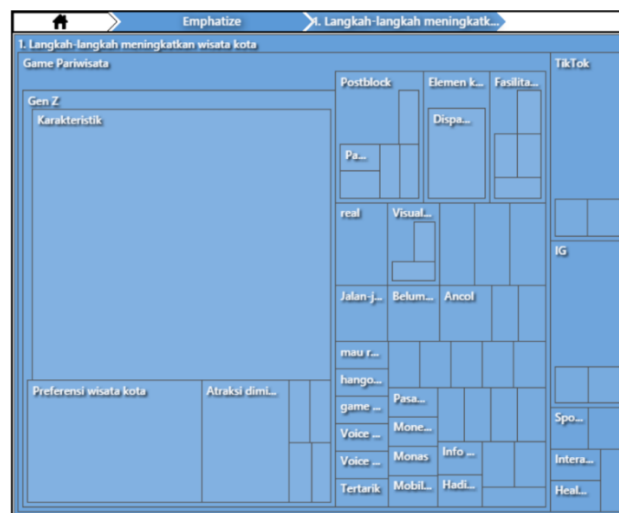 Emphatize
1. Langkah-langkah meningkatk...
1. Langkah-langkah meningkatkan wisata kota
Game Pariwisata
TikTok
Postblock
Elemen k...
Fasilita...
Gen Z
Karakteristik
Dispa...
Pa...
real
Visual...
IG
Jalan-j...
Belum...
Ancol
mau r...
hango...
Preferensi wisata kota
Atraksi dimi...
game ...
Pasa...
Voice ...
Mone...
Spo...
Voice ...
Monas
Info ...
Intera...
Tertarik
Mobil...
Hadi...
Heal...